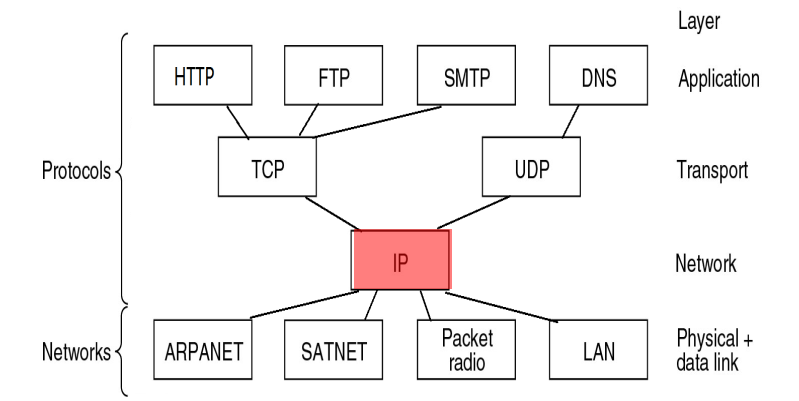 Layer
HTTP
FTP
SMTP
DNS
Application
Protocols
TCP
UDP
Transport
IP
Network
Networks
ARPANET
SATNET
Packet
radio
LAN
Physical +
data link